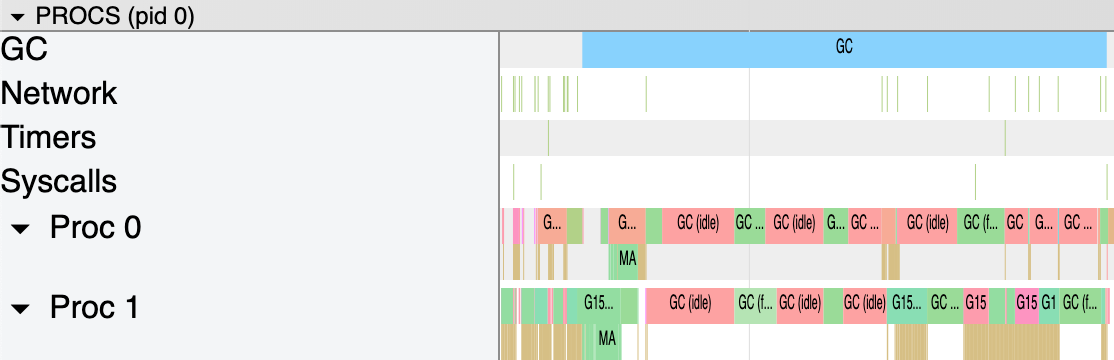 PROCS (pid 0)
GC GC
Network
Timers
Syscalls
Proc 0 G... G... GC (idle) GC ... GC (idle) G... GC ... GC (idle) GC (f... GC G... GC ...
MA
Proc 1 G15... GC (idle) GC (f... GC (idle) GC (idle) G15... GC ... G15 G15 G1 GC (f...
MA